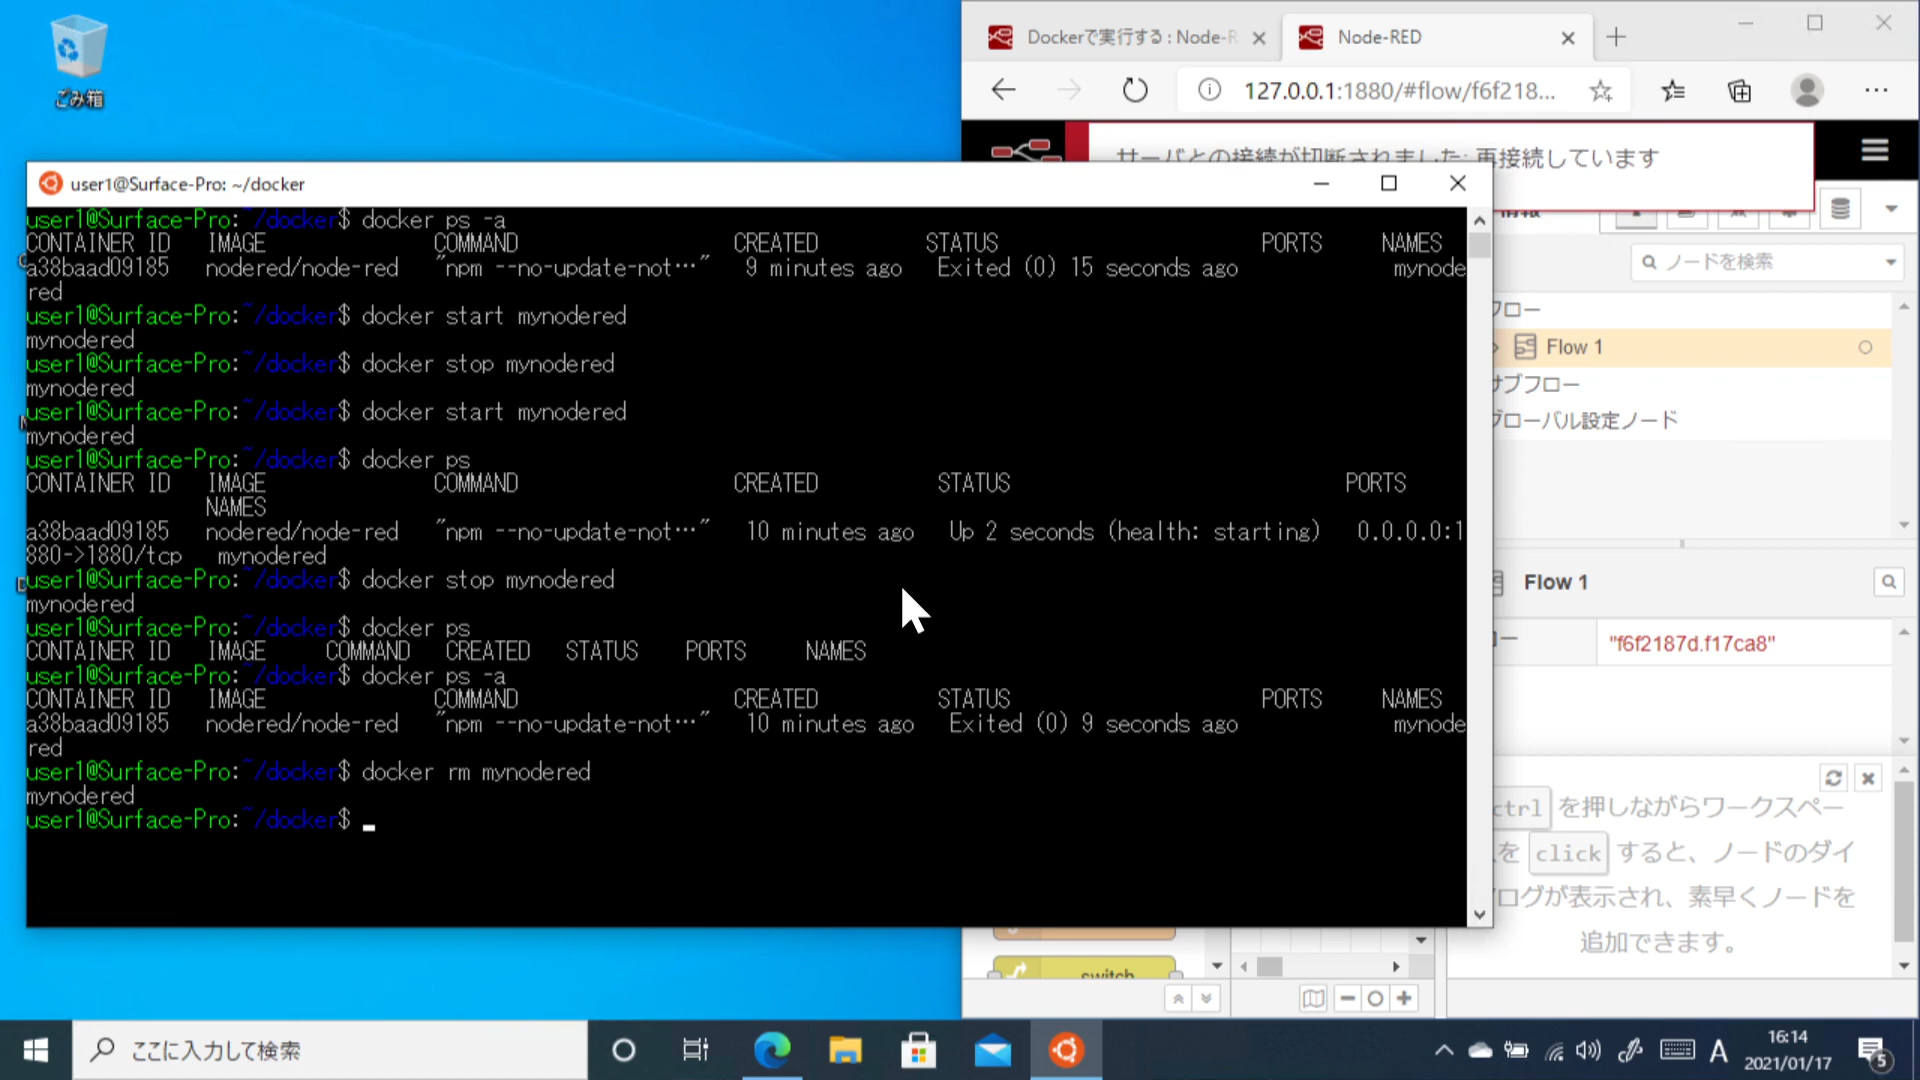 ごみ箱
Dockerで実行する : Node-R
Node-RED
127.0.0.1:1880/#flow/f6f218...
サーバとの接続が切断されました: 再接続しています
user1@Surface-Pro: ~/docker
user1@Surface-Pro:~/docker$ docker ps -a
CONTAINER ID IMAGE COMMAND CREATED STATUS PORTS NAMES
a38baad09185 nodered/node-red "npm --no-update-not…" 9 minutes ago Exited (0) 15 seconds ago mynode
red
user1@Surface-Pro:~/docker$ docker start mynodered
mynodered
user1@Surface-Pro:~/docker$ docker stop mynodered
mynodered
user1@Surface-Pro:~/docker$ docker start mynodered
mynodered
user1@Surface-Pro:~/docker$ docker ps
CONTAINER ID IMAGE COMMAND CREATED STATUS PORTS
NAMES
a38baad09185 nodered/node-red "npm --no-update-not…" 10 minutes ago Up 2 seconds (health: starting) 0.0.0.0:1
880->1880/tcp mynodered
user1@Surface-Pro:~/docker$ docker stop mynodered
mynodered
user1@Surface-Pro:~/docker$ docker ps
CONTAINER ID IMAGE COMMAND CREATED STATUS PORTS NAMES
user1@Surface-Pro:~/docker$ docker ps -a
CONTAINER ID IMAGE COMMAND CREATED STATUS PORTS NAMES
a38baad09185 nodered/node-red "npm --no-update-not…" 10 minutes ago Exited (0) 9 seconds ago mynode
red
user1@Surface-Pro:~/docker$ docker rm mynodered
mynodered
user1@Surface-Pro:~/docker$
情報
ノードを検索
フロー
Flow 1
サブフロー
グローバル設定ノード
Flow 1
ー
"f6f2187d.f17ca8"
ctrl を押しながらワークスペー
を click すると、ノードのダイ
ログが表示され、素早くノードを
追加できます。
switch
ここに入力して検索
A
16:14
2021/01/17
5